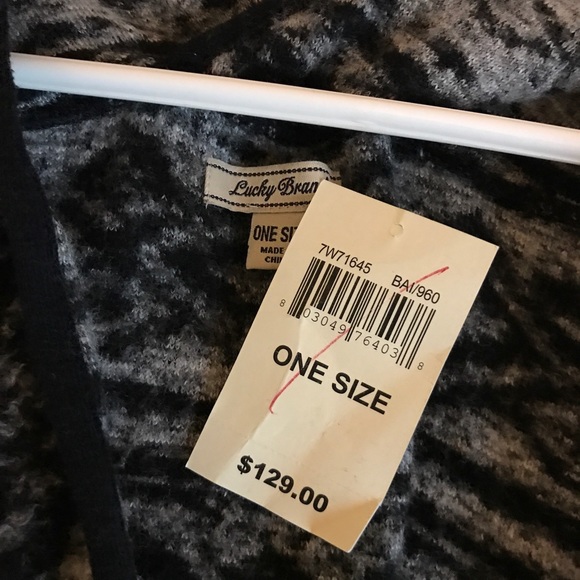 Lucky Bran
ONE SI
MADE
CHI
7W71645 BAI/960
8 03049 76403 8
ONE SIZE
$129.00